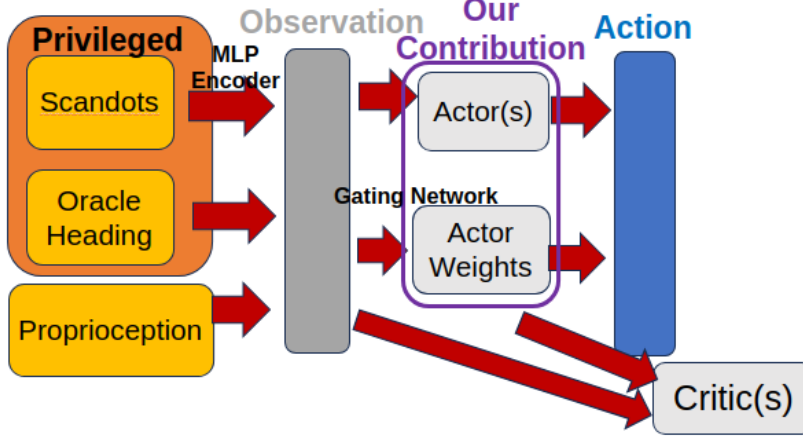 Privileged
Scandots
Oracle
Heading
Proprioception
MLP
Encoder
Observation
Our
Contribution
Actor(s)
Gating Network
Actor
Weights
Action
Critic(s)